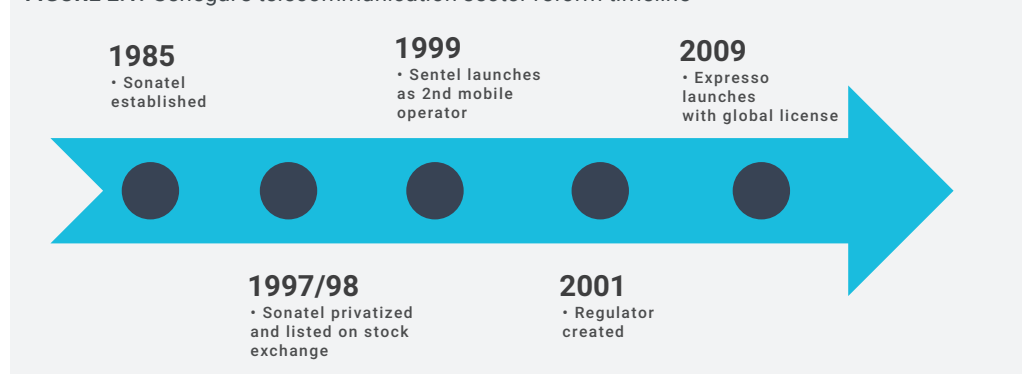 1985
• Sonatel
established
1999
• Sentel launches
as 2nd mobile
operator
2009
• Expresso
launches
with global license
1997/98
• Sonatel privatized
and listed on stock
exchange
2001
• Regulator
created